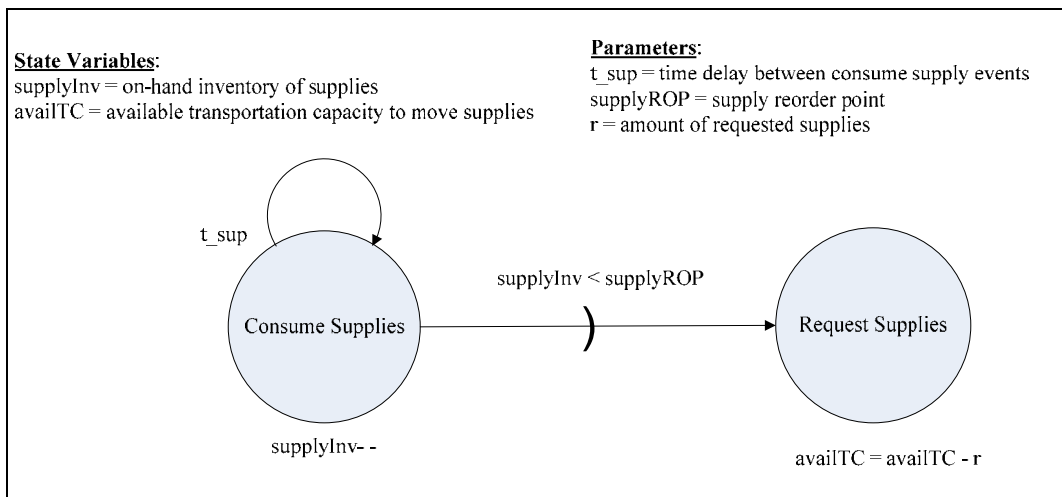 State Variables:
supplyInv = on-hand inventory of supplies
availTC = available transportation capacity to move supplies
Parameters:
t_sup = time delay between consume supply events
supplyROP = supply reorder point
r = amount of requested supplies
t_sup
supplyInv < supplyROP
Consume Supplies
)
Request Supplies
supplyInv- -
availTC = availTC - r